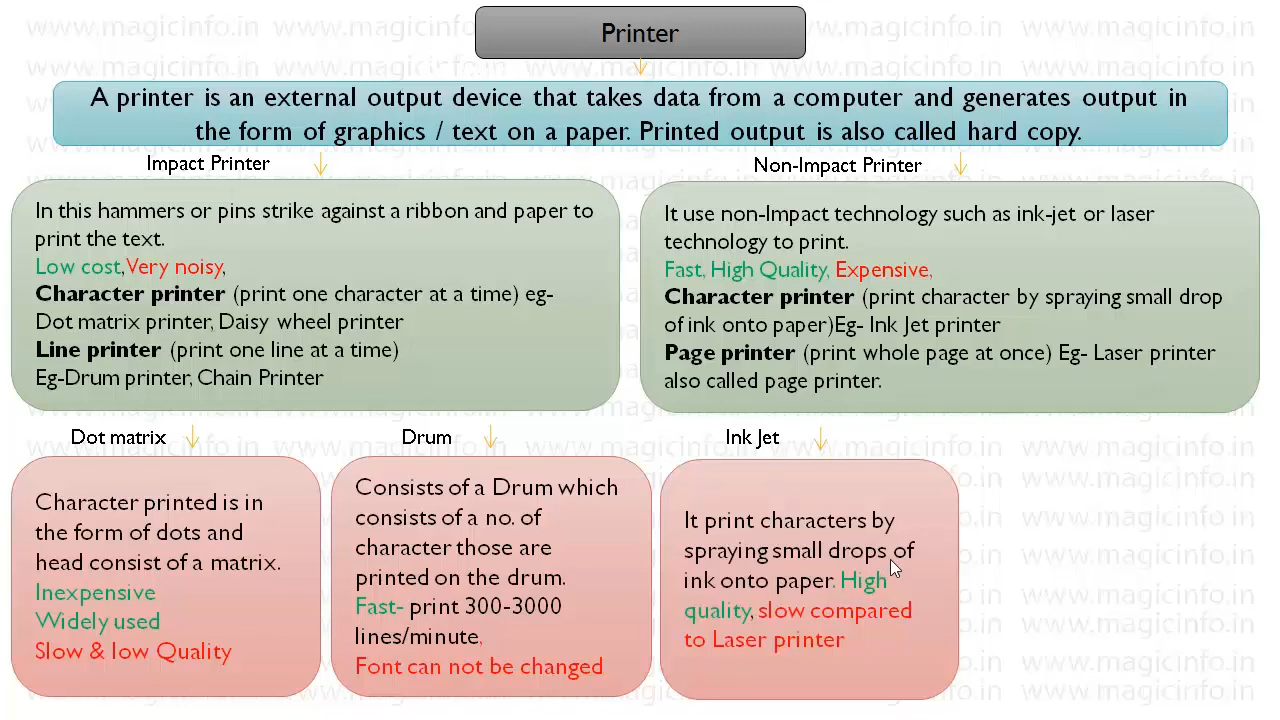 Printer
A printer is an external output device that takes data from a computer and generates output in
the form of graphics / text on a paper. Printed output is also called hard copy.
Impact Printer
In this hammers or pins strike against a ribbon and paper to
print the text.
Low cost,Very noisy,
Character printer (print one character at a time) eg-
Dot matrix printer, Daisy wheel printer
Line printer (print one line at a time)
Eg-Drum printer, Chain Printer
Non-Impact Printer
It use non-Impact technology such as ink-jet or laser
technology to print.
Fast, High Quality, Expensive,
Character printer (print character by spraying small drop
of ink onto paper)Eg- Ink Jet printer
Page printer (print whole page at once) Eg- Laser printer
also called page printer.
Dot matrix
Character printed is in
the form of dots and
head consist of a matrix.
Inexpensive
Widely used
Slow & low Quality
Drum
Consists of a Drum which
consists of a no. of
character those are
printed on the drum.
Fast- print 300-3000
lines/minute,
Font can not be changed
Ink Jet
It print characters by
spraying small drops of
ink onto paper. High
quality, slow compared
to Laser printer
www.magicinfo.in